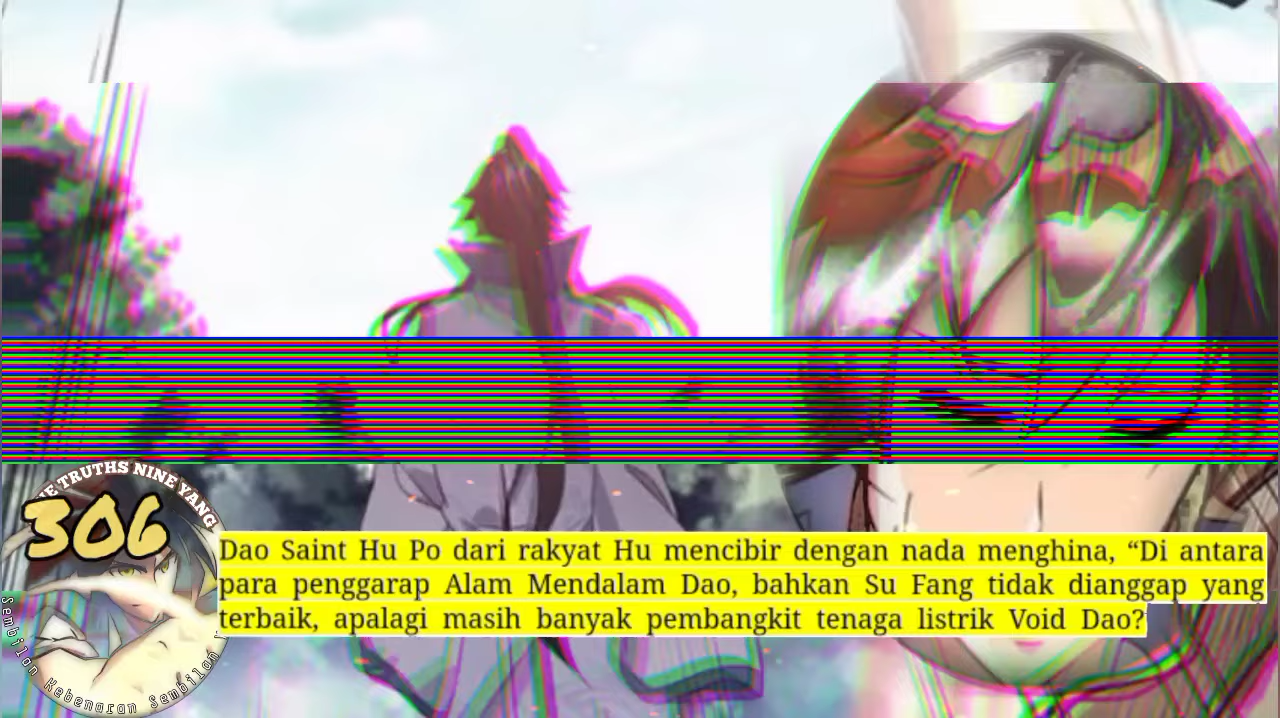 E TRUTHS NINE YANG
306
Dao Saint Hu Po dari rakyat Hu mencibir dengan nada menghina, “Di antara
para penggarap Alam Mendalam Dao, bahkan Su Fang tidak dianggap yang
terbaik, apalagi masih banyak pembangkit tenaga listrik Void Dao?
Sembilan Kebenaran Sembilan